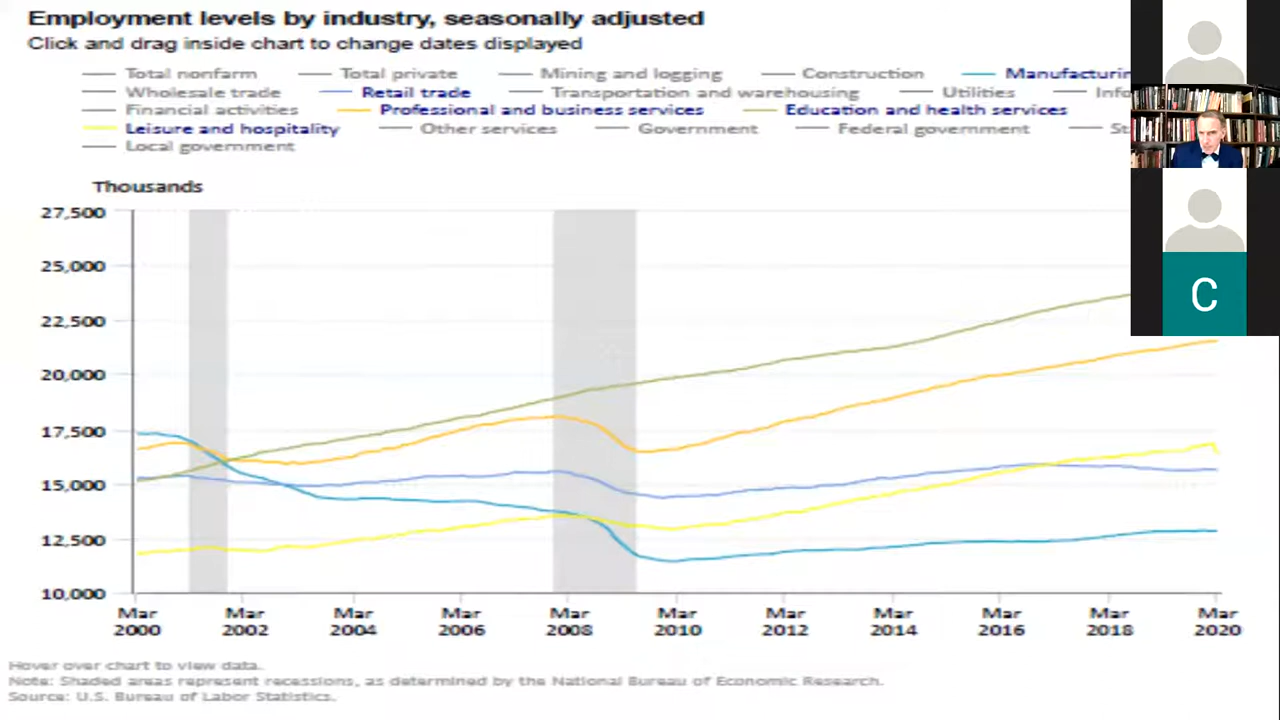 Employment levels by industry, seasonally adjusted
Click and drag inside chart to change dates displayed
Total nonfarm Total private Mining and logging Construction Manufacturin
Wholesale trade Retail trade Transportation and warehousing Utilities Info
Financial activities Professional and business services Education and health services
Leisure and hospitality Other services Government Federal government St
Local government
Thousands
27,500
25,000
22,500
20,000
17,500
15,000
12,500
10,000
Mar 2000 Mar 2002 Mar 2004 Mar 2006 Mar 2008 Mar 2010 Mar 2012 Mar 2014 Mar 2016 Mar 2018 Mar 2020
Hover over chart to view data.
Note: Shaded areas represent recessions, as determined by the National Bureau of Economic Research.
Source: U.S. Bureau of Labor Statistics.
C